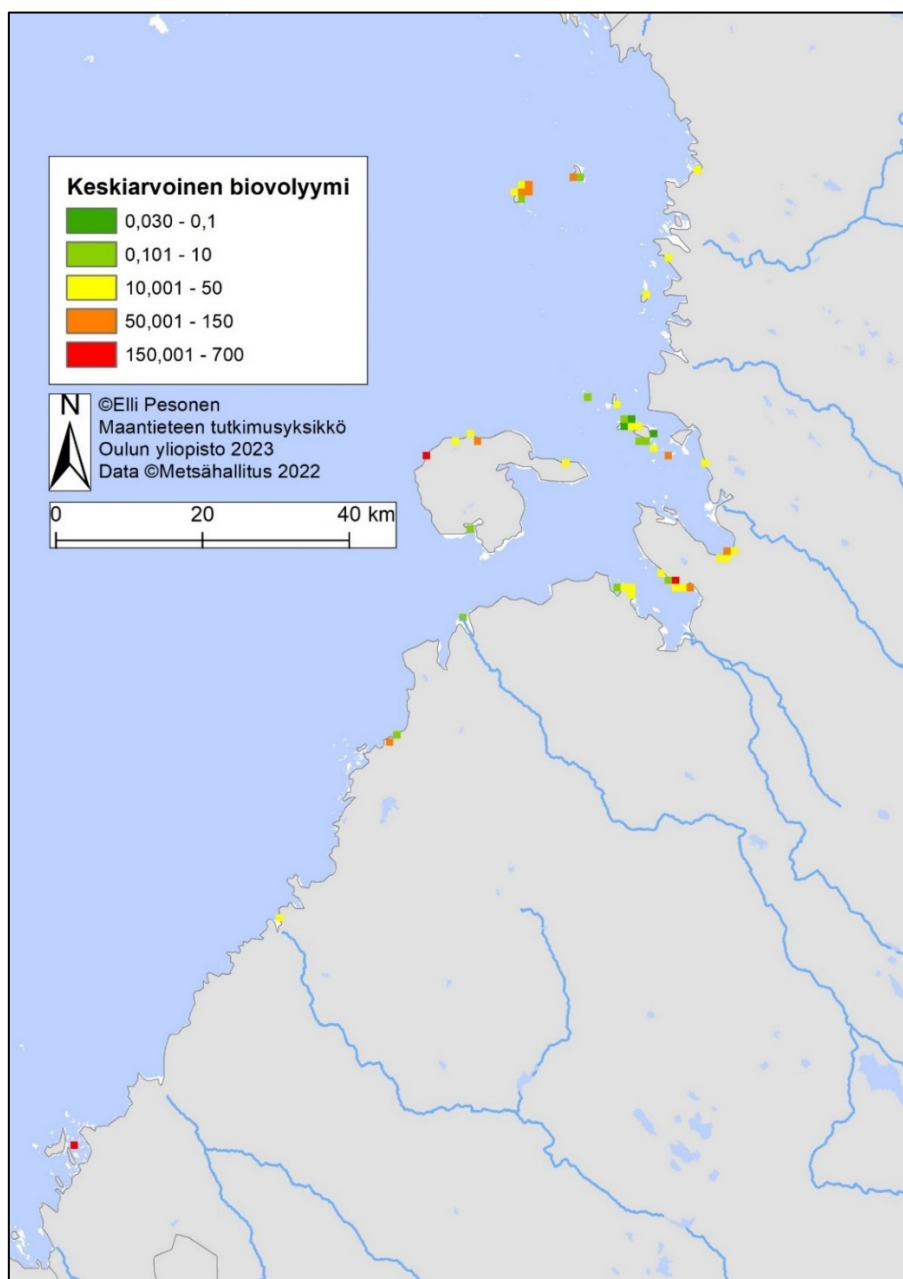 Keskiarvoinen biovolyymi
0,030 - 0,1
0,101 - 10
10,001 - 50
50,001 - 150
150,001 - 700
N
©Elli Pesonen
Maantieteen tutkimusyksikkö
Oulun yliopisto 2023
Data ©Metsähallitus 2022
0 20 40 km